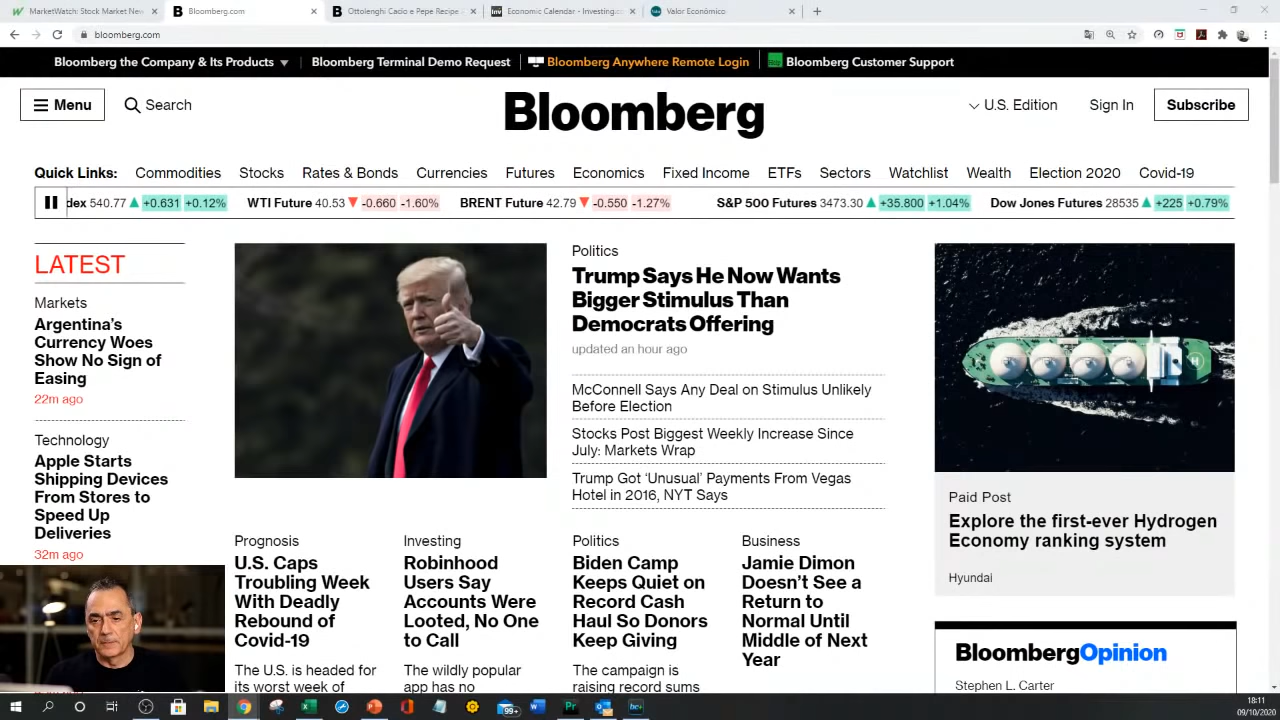 MarketWatch: Stock Market New
Bloomberg.com
Ottolenghi Cacio e Pepe Recipe
Economic Calendar - Investing.co
Valor Econômico
bloomberg.com
Bloomberg the Company & Its Products
Bloomberg Terminal Demo Request
Bloomberg Anywhere Remote Login
Bloomberg Customer Support
Menu
Search
Bloomberg
U.S. Edition
Sign In
Subscribe
Quick Links: Commodities Stocks Rates & Bonds Currencies Futures Economics Fixed Income ETFs Sectors Watchlist Wealth Election 2020 Covid-19
dex 540.77 +0.631 +0.12% WTI Future 40.53 -0.660 -1.60% BRENT Future 42.79 -0.550 -1.27% S&P 500 Futures 3473.30 +35.800 +1.04% Dow Jones Futures 28535 +225 +0.79%
LATEST
Markets
Argentina's
Currency Woes
Show No Sign of
Easing
22m ago
Technology
Apple Starts
Shipping Devices
From Stores to
Speed Up
Deliveries
32m ago
Politics
Trump Says He Now Wants
Bigger Stimulus Than
Democrats Offering
updated an hour ago
McConnell Says Any Deal on Stimulus Unlikely
Before Election
Stocks Post Biggest Weekly Increase Since
July: Markets Wrap
Trump Got 'Unusual' Payments From Vegas
Hotel in 2016, NYT Says
Paid Post
Explore the first-ever Hydrogen
Economy ranking system
Hyundai
Prognosis
U.S. Caps
Troubling Week
With Deadly
Rebound of
Covid-19
The U.S. is headed for
its worst week of
Investing
Robinhood
Users Say
Accounts Were
Looted, No One
to Call
The wildly popular
app has no
Politics
Biden Camp
Keeps Quiet on
Record Cash
Haul So Donors
Keep Giving
The campaign is
raising record sums
Business
Jamie Dimon
Doesn't See a
Return to
Normal Until
Middle of Next
Year
BloombergOpinion
Stephen L. Carter
99+
18:11
09/10/2020